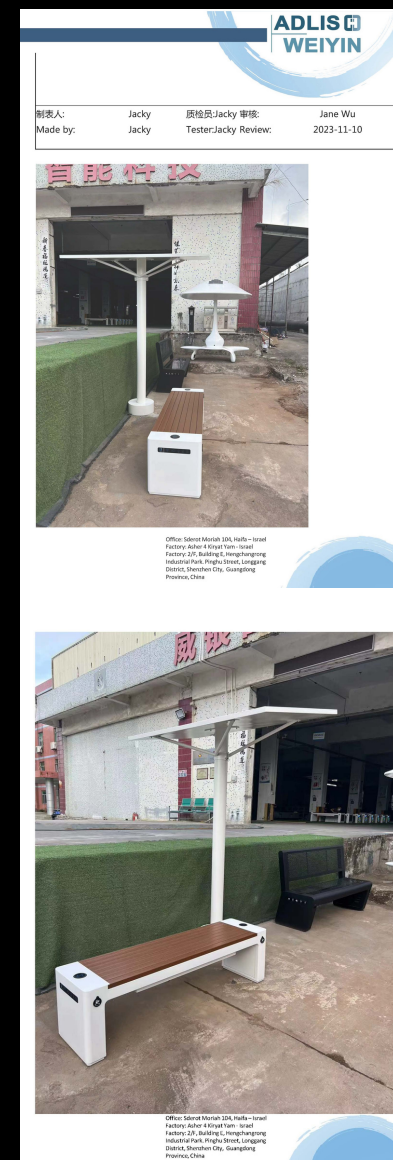 ADLIS
WEIYIN
制表人: Jacky 质检员:Jacky 审核: Jane Wu
Made by: Jacky Tester:Jacky Review: 2023-11-10
智能科技
Office: Sderot Moriah 104, Haifa – Israel
Factory: Asher 4 Kiryat Yam - Israel
Factory: 2/F, Building E, Hengchangrong
Industrial Park. Pinghu Street, Longgang
District, Shenzhen City, Guangdong
Province, China
威银
Office: Sderot Moriah 104, Haifa – Israel
Factory: Asher 4 Kiryat Yam - Israel
Factory: 2/F, Building E, Hengchangrong
Industrial Park. Pinghu Street, Longgang
District, Shenzhen City, Guangdong
Province, China